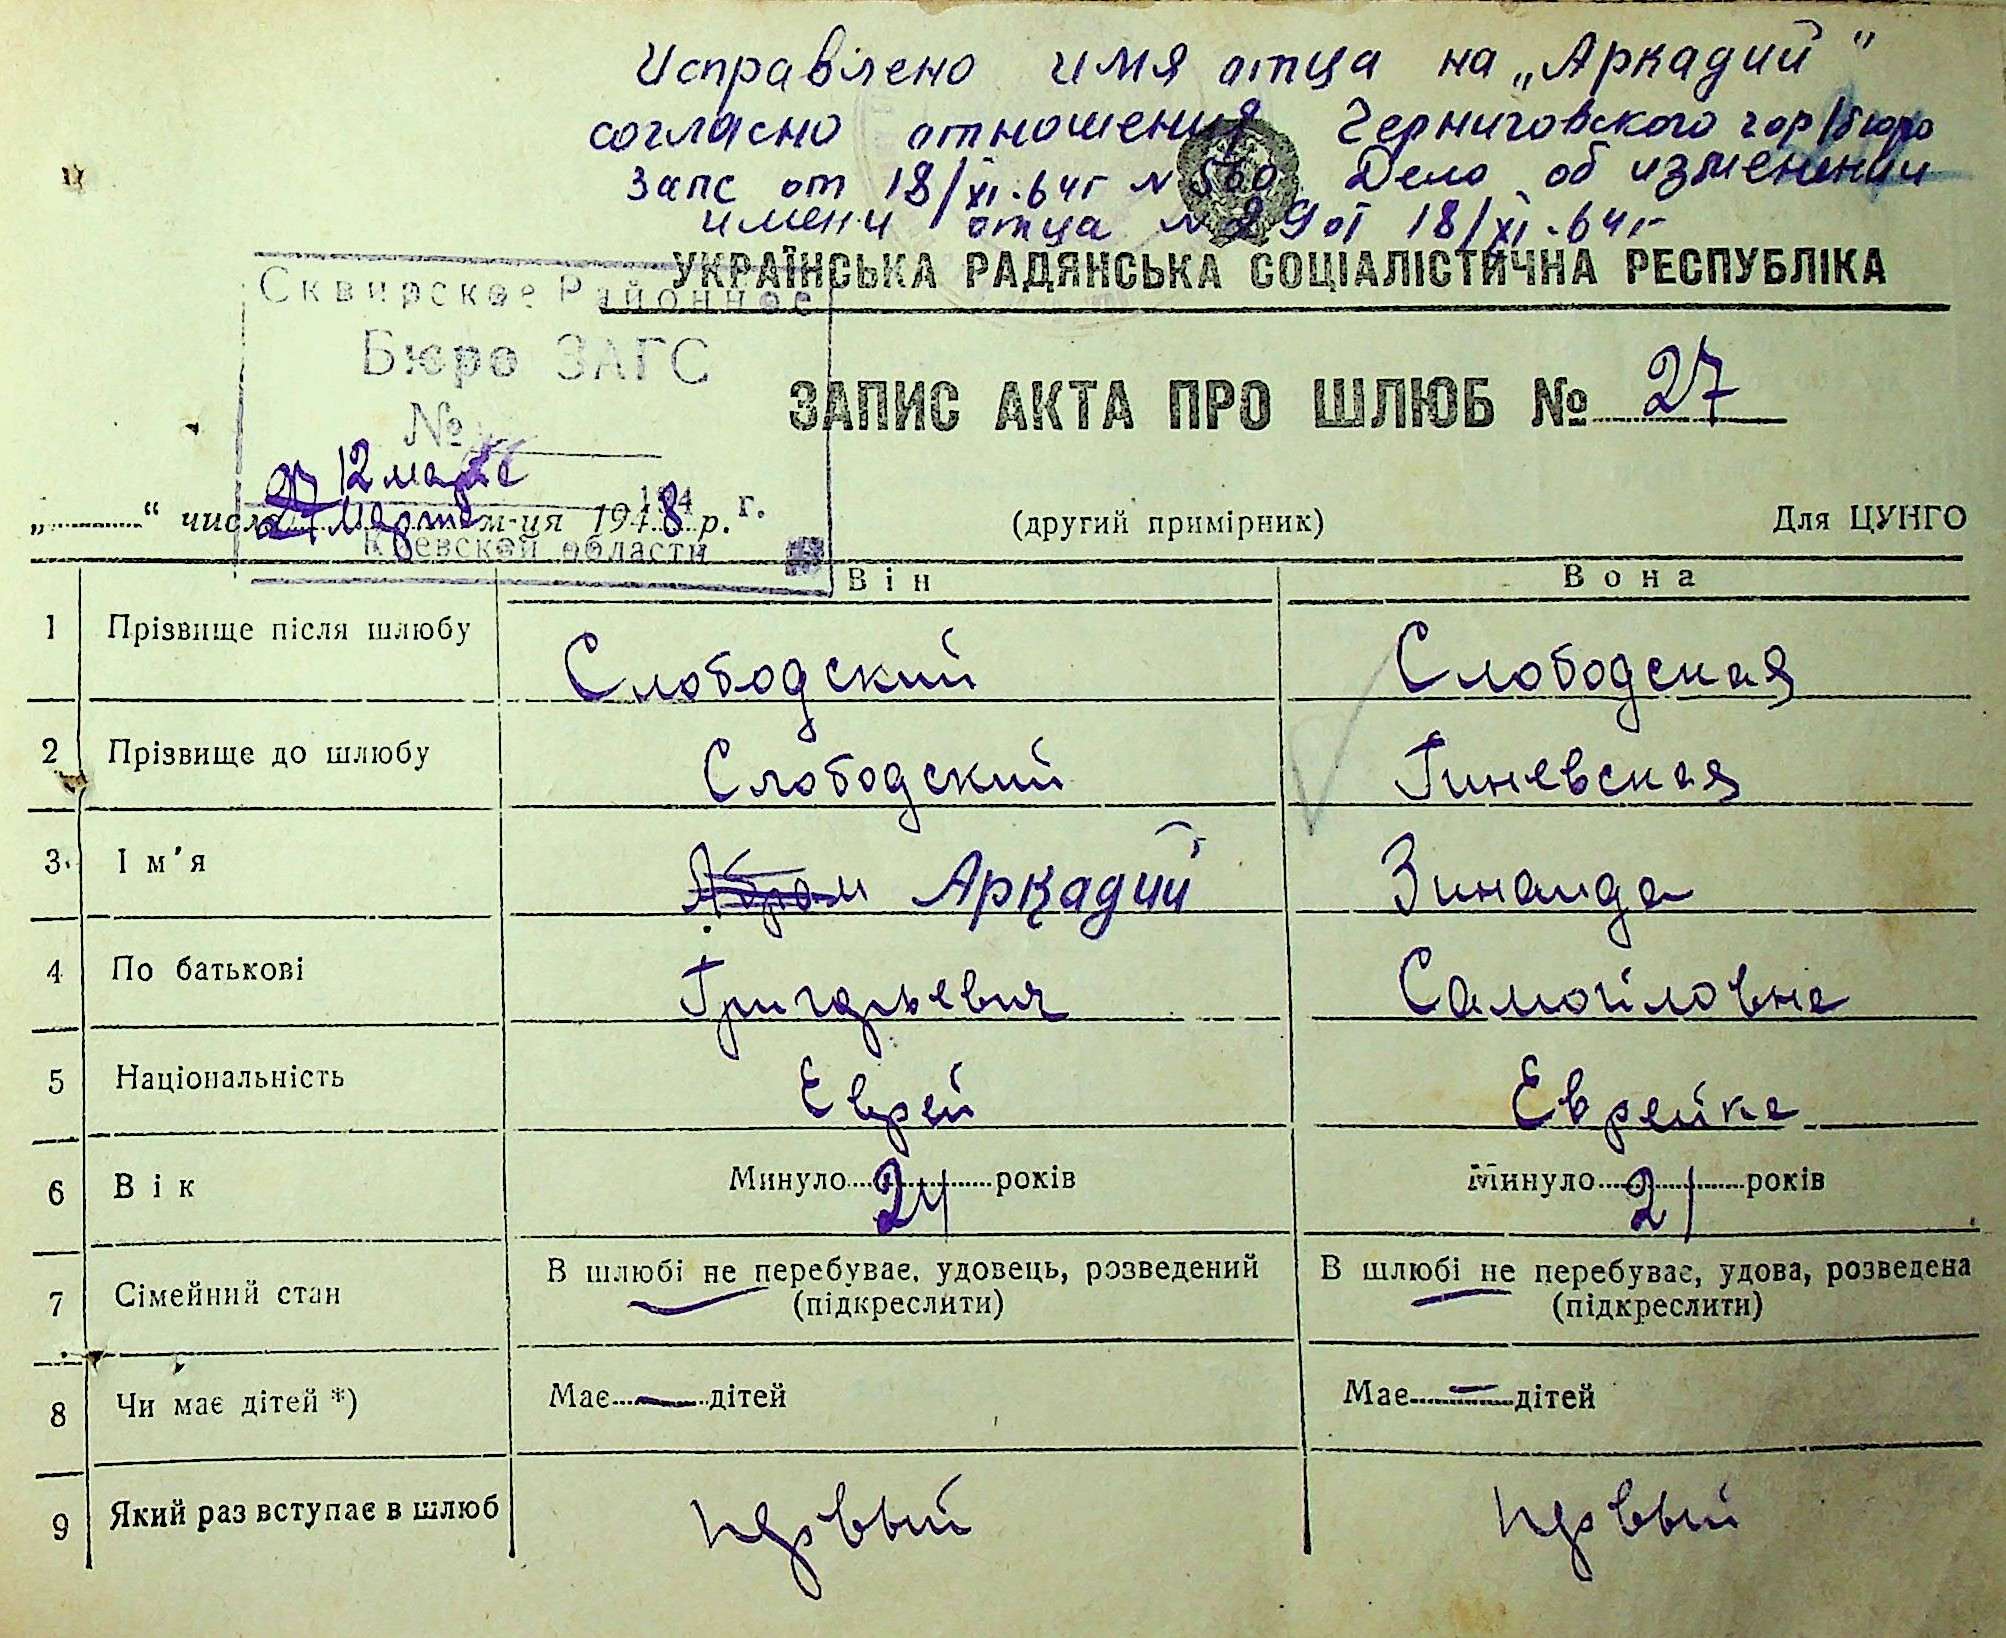 Исправлено имя отца на „Аркадий"
согласно отношения Черниговского гор/бюро
Запс от 18/XI.64г N 560 Дело об изменении
имени отца N 29 от 18/XI.64г
УКРАЇНСЬКА РАДЯНСЬКА СОЦІАЛІСТИЧНА РЕСПУБЛІКА
Сквирское Районное
Бюро ЗАГС
№
ЗАПИС АКТА ПРО ШЛЮБ № 27
12 марта
194 г.
„ “ числа 27 марта м-ця 1948 р.
(другий примірник)
Для ЦУНГО
Киевской области
Він
Вона
1 Прізвище після шлюбу Слободский Слободская
2 Прізвище до шлюбу Слободский Гиневская
3. Ім'я Абрам Аркадий Зинаида
4 По батькові Григорьевич Самойловна
5 Національність Еврей Еврейка
6 Вік Минуло 24 років Минуло 21 років
7 Сімейний стан В шлюбі не перебуває, удовець, розведений В шлюбі не перебуває, удова, розведена
(підкреслити) (підкреслити)
8 Чи має дітей *) Має — дітей Має — дітей
9 Який раз вступає в шлюб первый первый